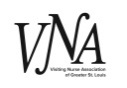 VNA
Visiting Nurse Association
of Greater St. Louis